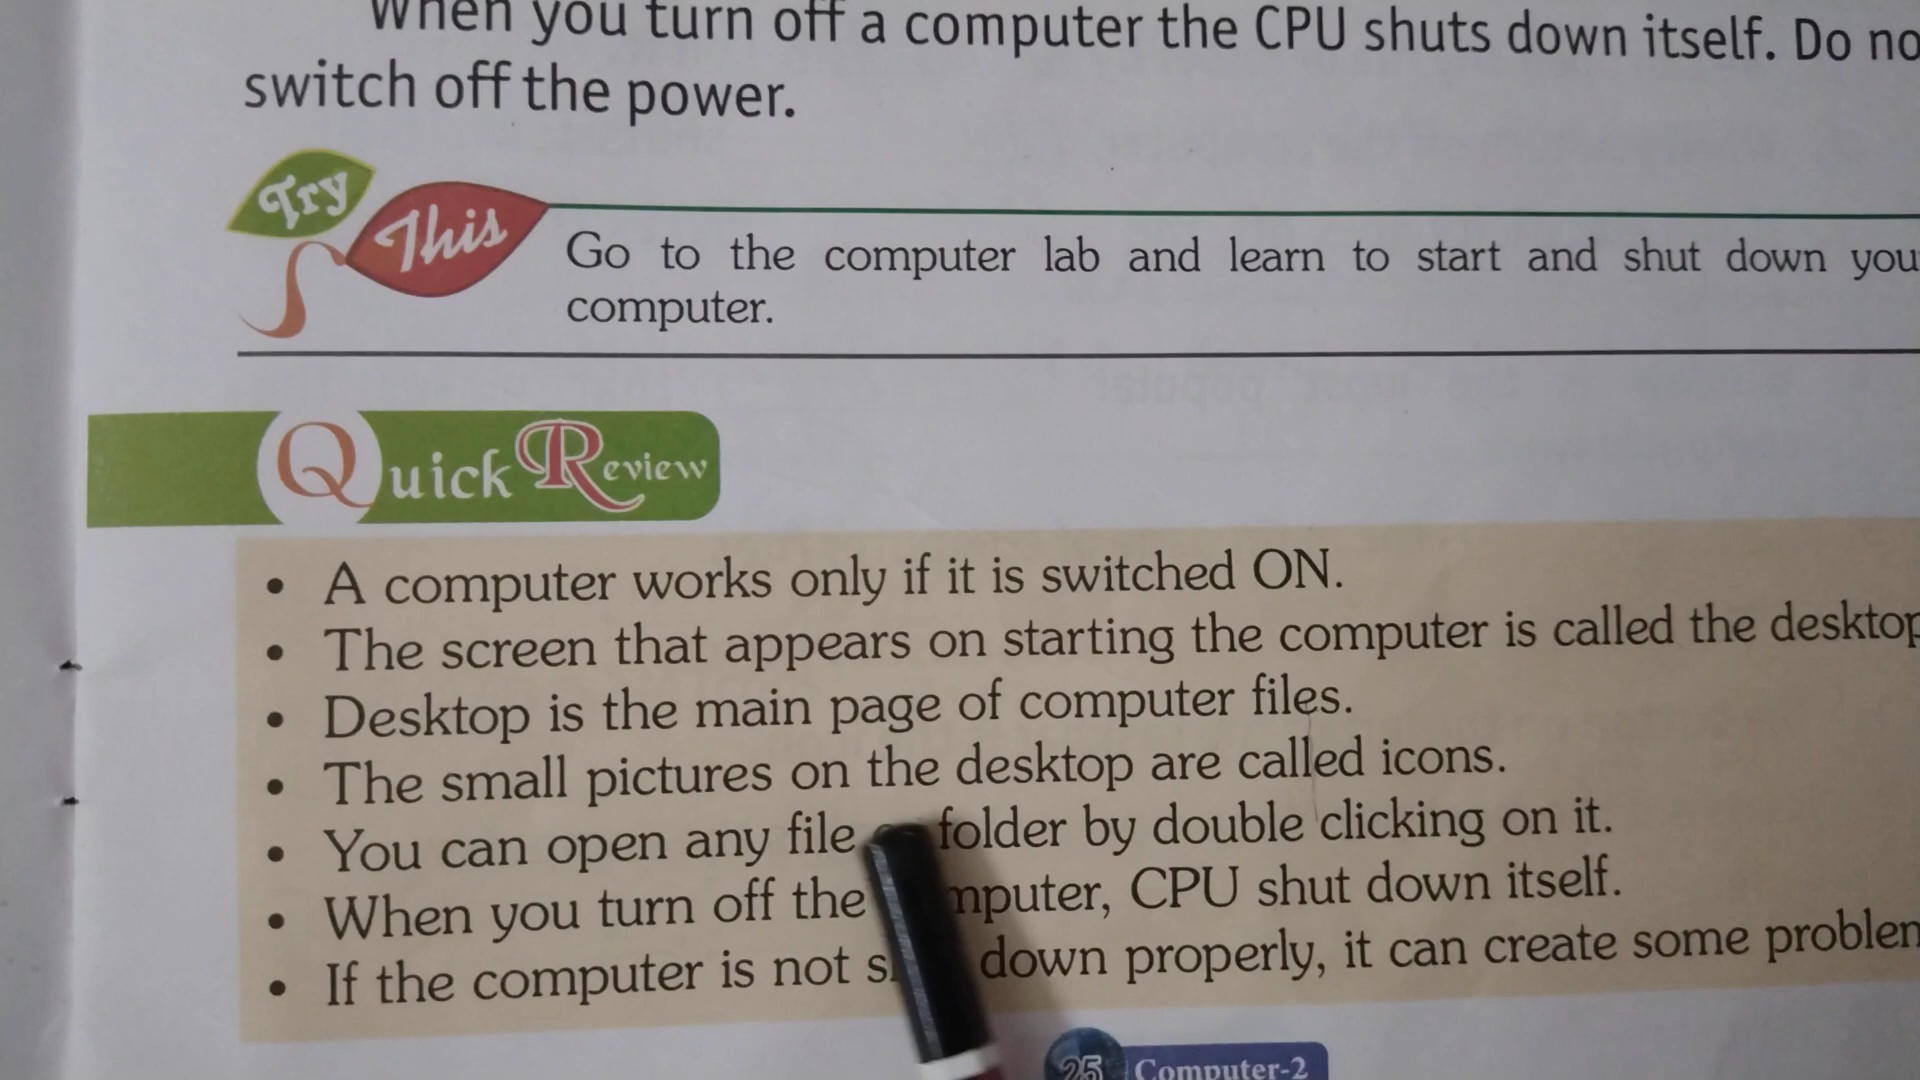 When you turn off a computer the CPU shuts down itself. Do
switch off the power.
Try This
Go to the computer lab and learn to start and shut down
computer.
Quick Review
• A computer works only if it is switched ON.
• The screen that appears on starting the computer is called the
• Desktop is the main page of computer files.
• The small pictures on the desktop are called icons.
• You can open any file folder by double clicking on it.
• When you turn off the CPU shut down itself.
• If the computer is not down properly, it can create some
25 Computer-2